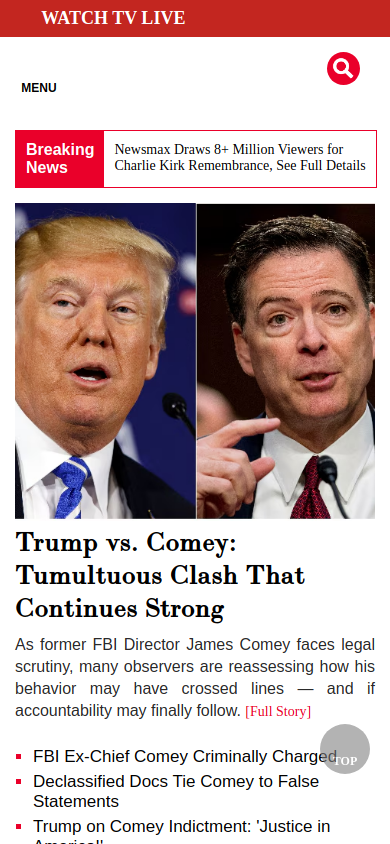 WATCH TV LIVE
MENU
Breaking
News
Newsmax Draws 8+ Million Viewers for
Charlie Kirk Remembrance, See Full Details
Trump vs. Comey:
Tumultuous Clash That
Continues Strong
As former FBI Director James Comey faces legal
scrutiny, many observers are reassessing how his
behavior may have crossed lines — and if
accountability may finally follow. [Full Story]
TOP
FBI Ex-Chief Comey Criminally Charged
Declassified Docs Tie Comey to False
Statements
Trump on Comey Indictment: 'Justice in
America!'